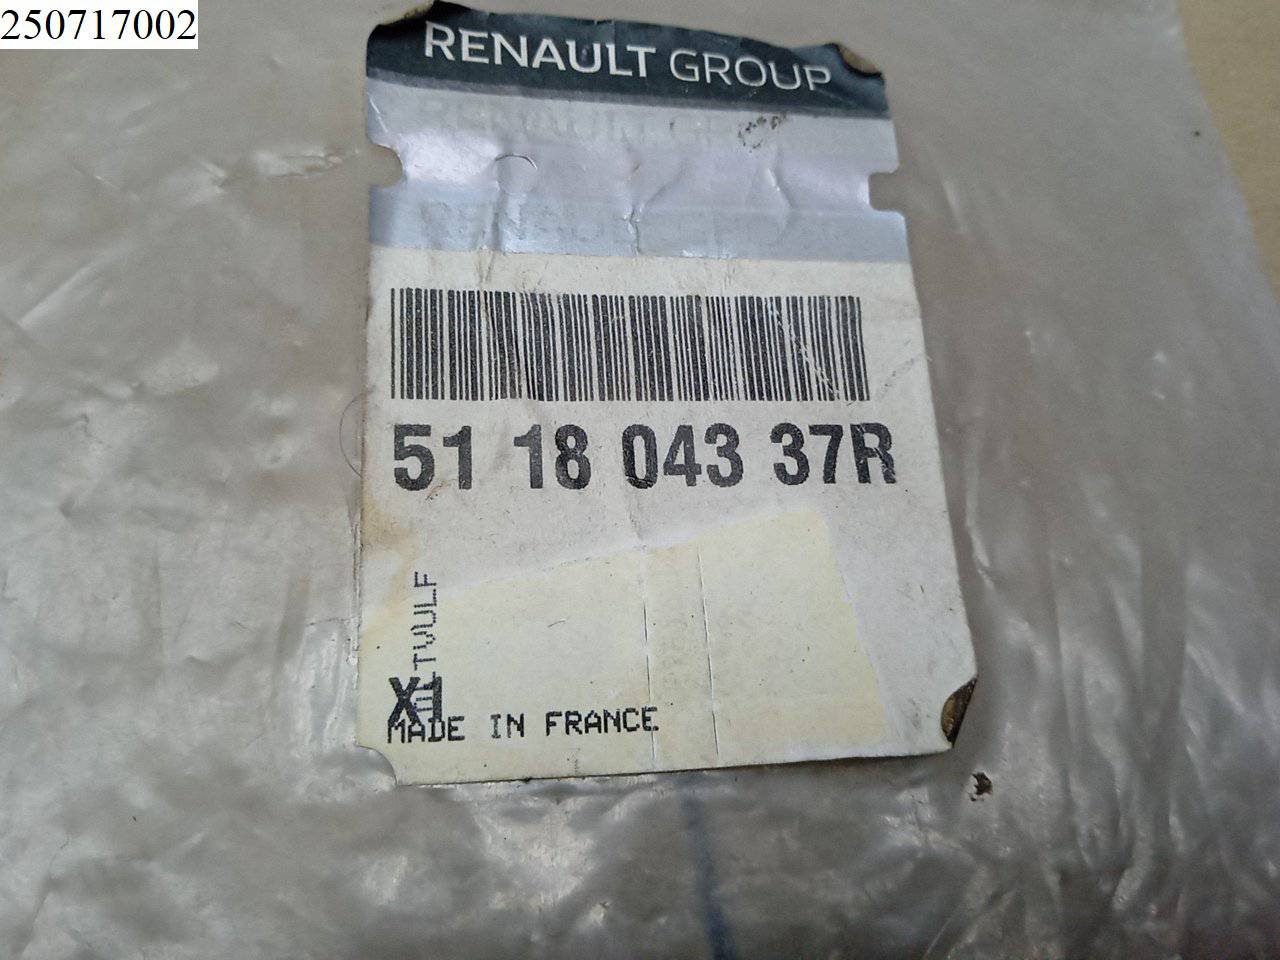 250717002
RENAULT GROUP
51 18 043 37R
X1
MADE IN FRANCE